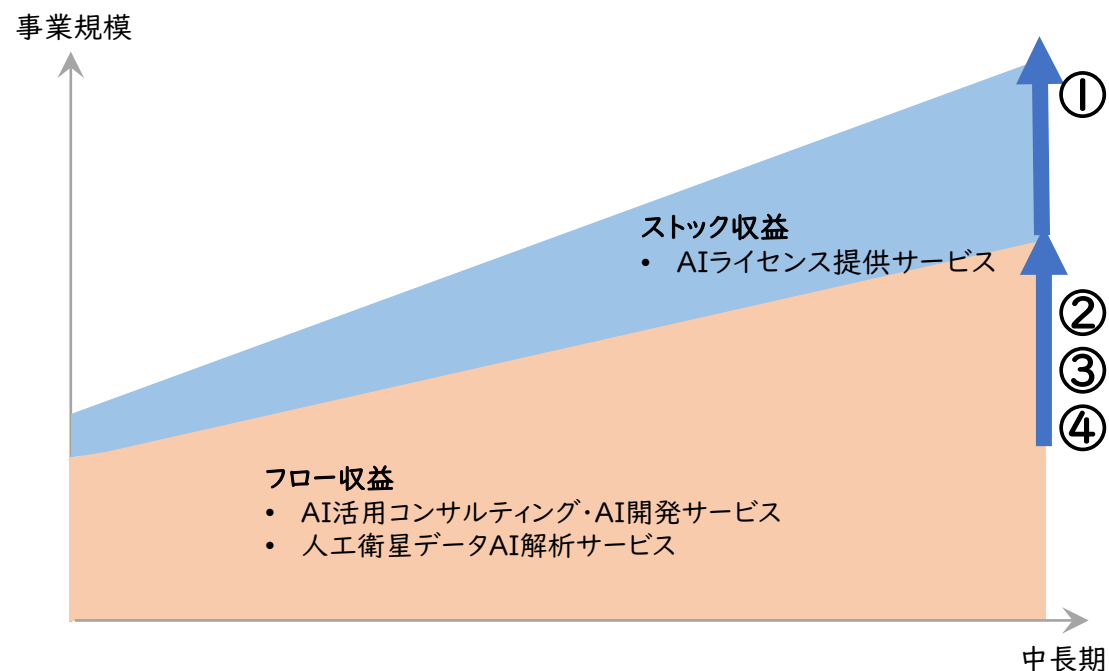 事業規模
①
ストック収益
• AIライセンス提供サービス
②
③
④
フロー収益
• AI活用コンサルティング・AI開発サービス
• 人工衛星データAI解析サービス
中長期